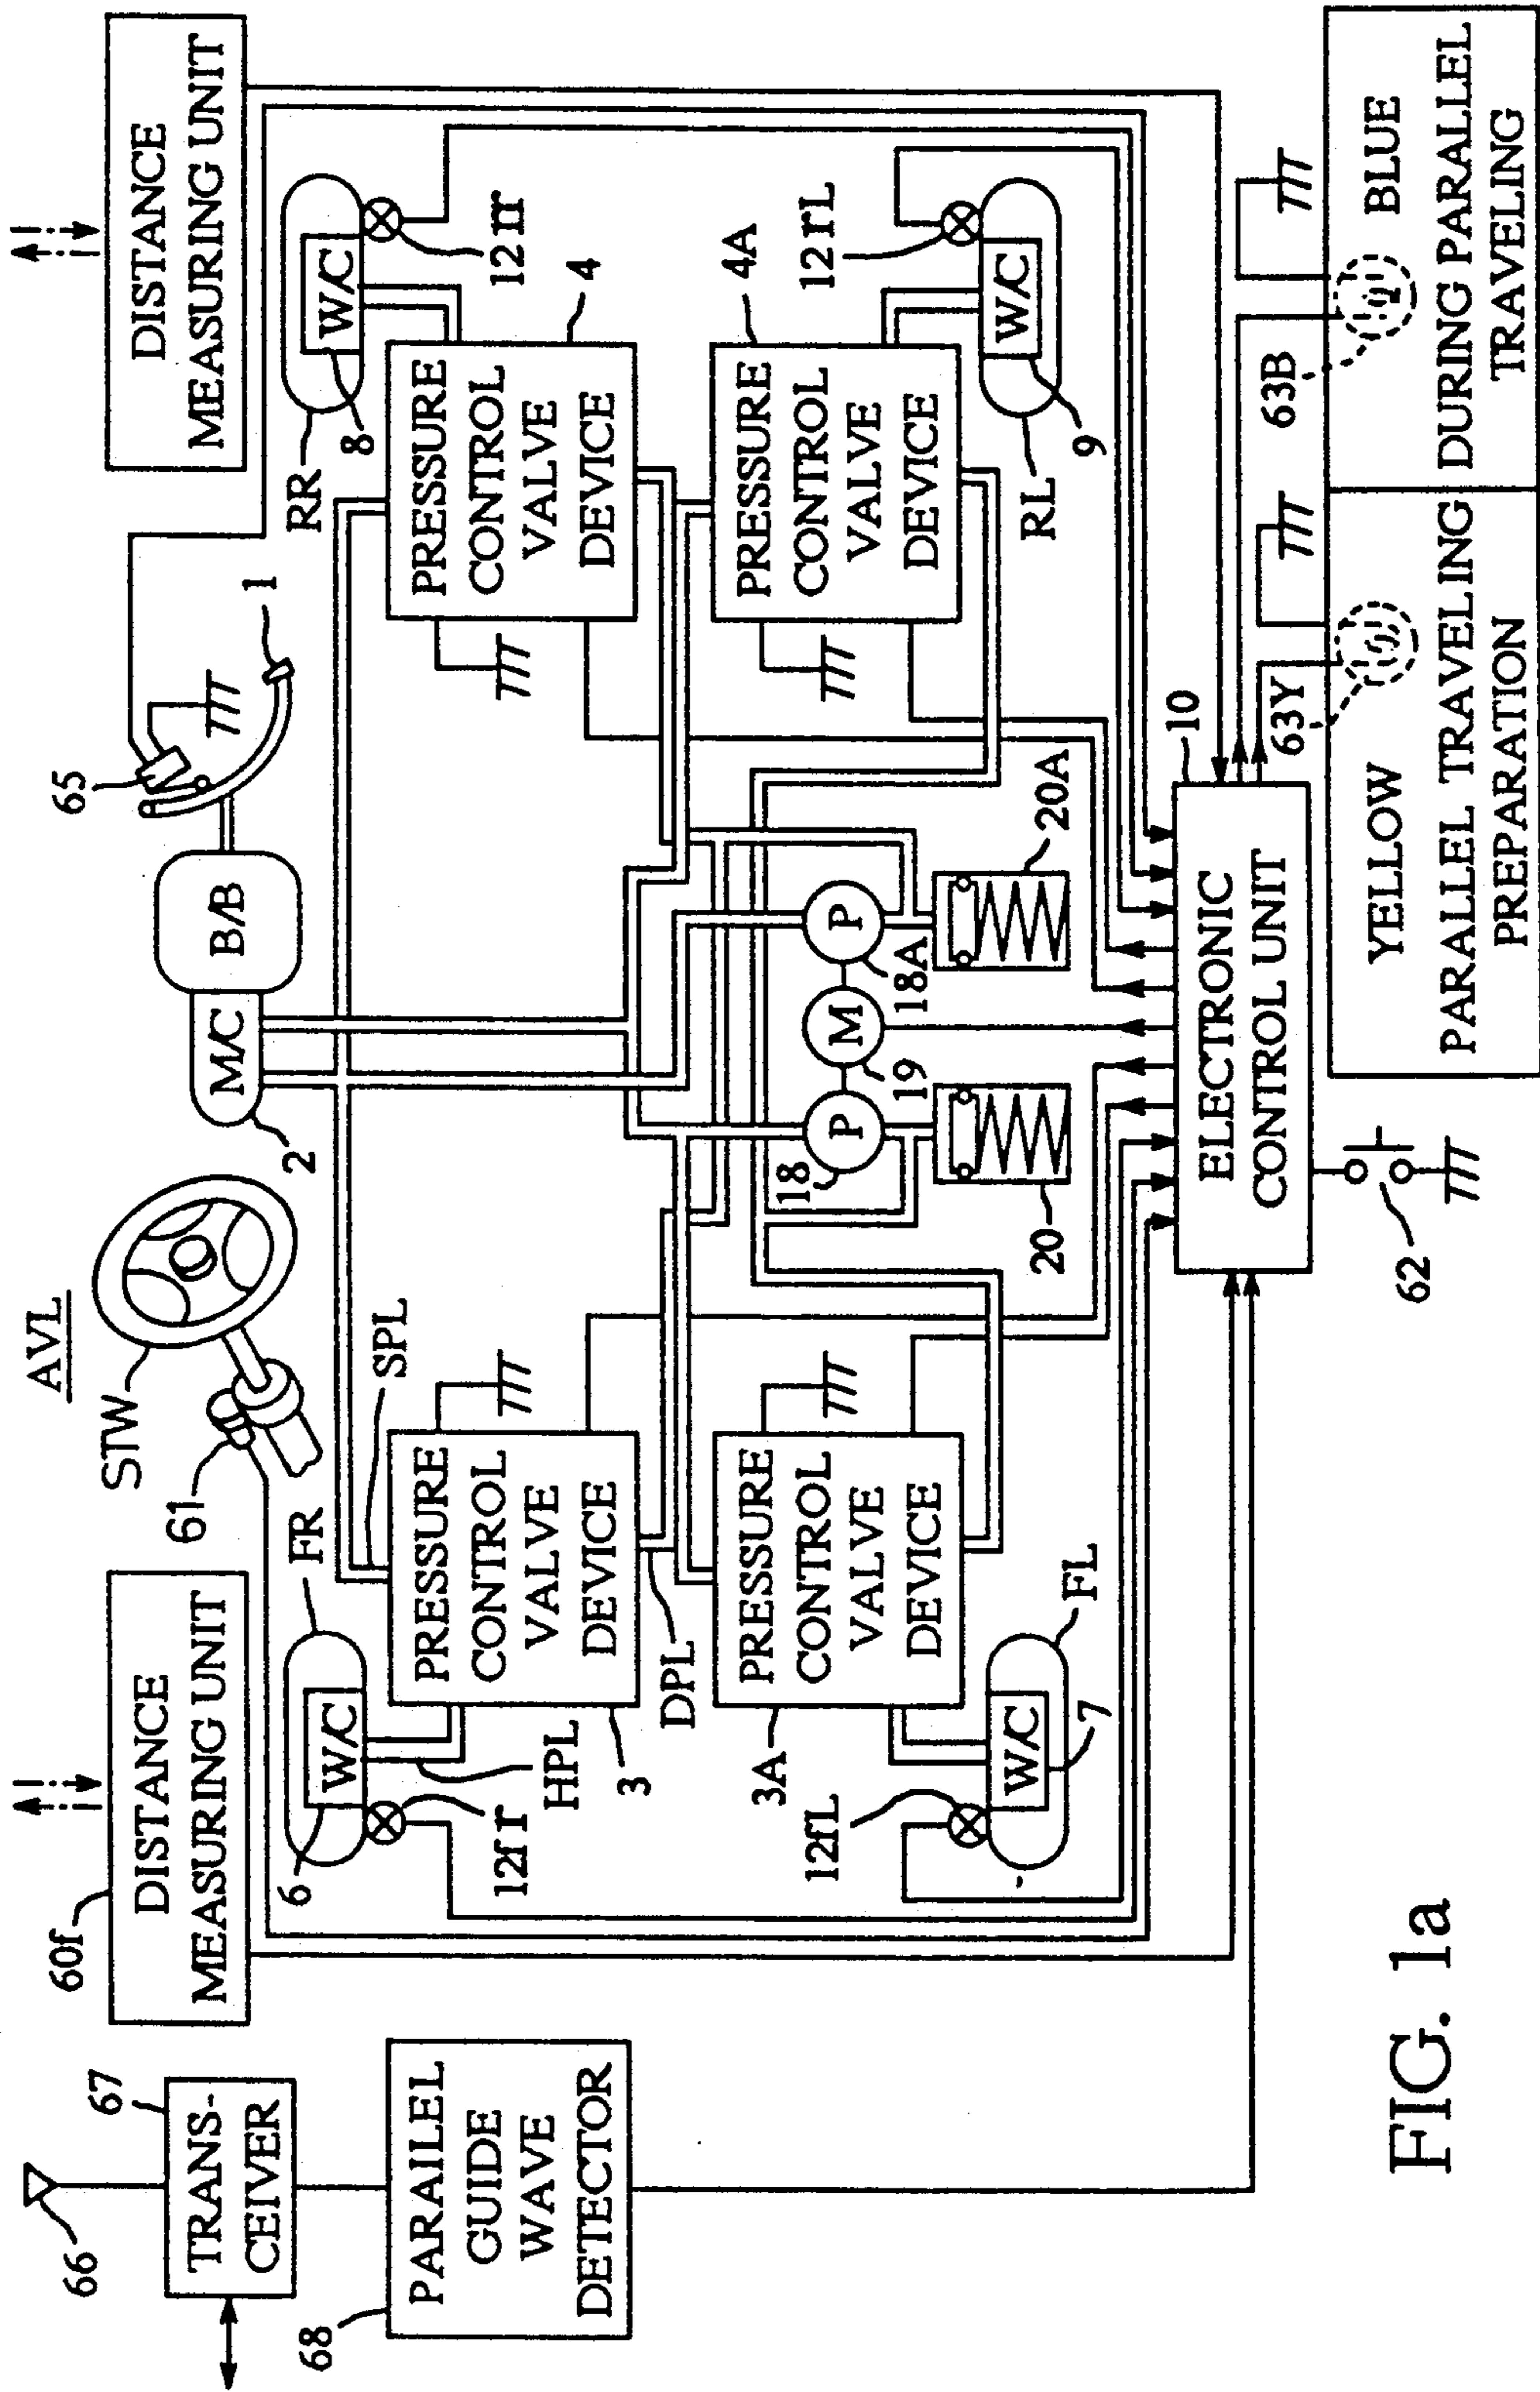 AVL
66
67
TRANS-
CEIVER
68
PARAILEL
GUIDE
WAVE
DETECTOR
60f
DISTANCE
MEASURING UNIT
STW
61
2
M/C
B/B
65
1
DISTANCE
MEASURING UNIT
FR
W/C
6
12fr
HPL
SPL
PRESSURE
CONTROL
VALVE
DEVICE
3
DPL
RR
W/C
8
12rr
PRESSURE
CONTROL
VALVE
DEVICE
4
3A
PRESSURE
CONTROL
VALVE
DEVICE
12fL
W/C
7
FL
4A
PRESSURE
CONTROL
VALVE
DEVICE
12rL
W/C
9
RL
18
P
M
P
19
18A
20
20A
10
ELECTRONIC
CONTROL UNIT
62
63Y
63B
YELLOW
PARALLEL TRAVELING
PREPARATION
BLUE
DURING PARALLEL
TRAVELING
FIG. 1a